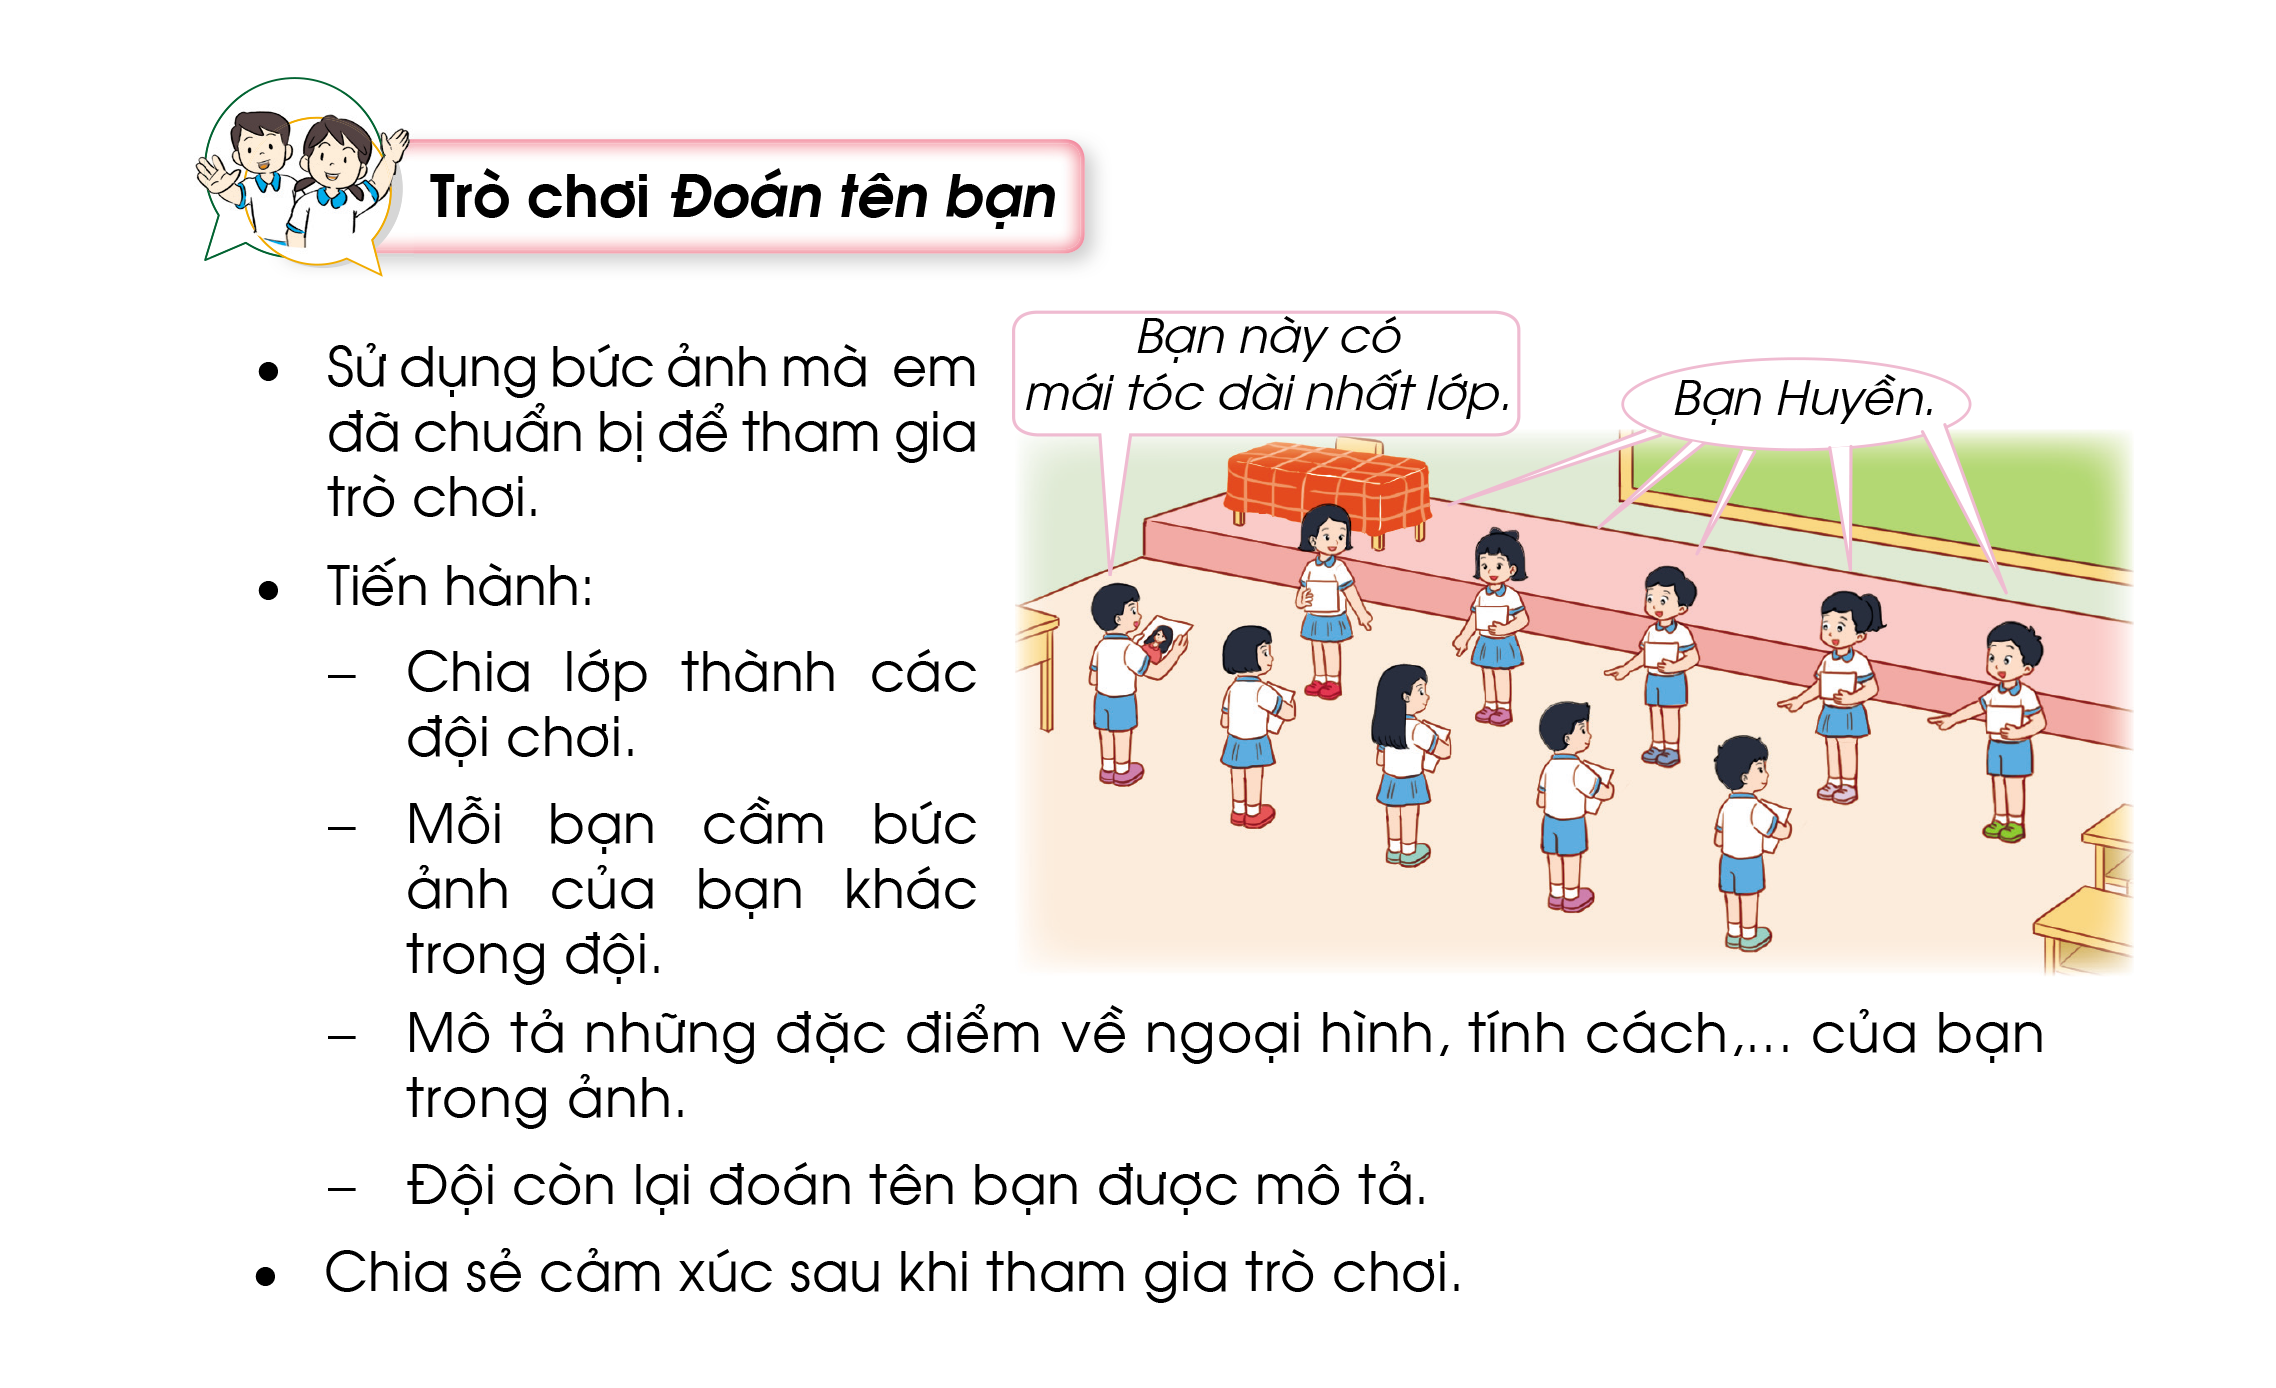 Trò chơi Đoán tên bạn
• Sử dụng bức ảnh mà em
đã chuẩn bị để tham gia
trò chơi.
Bạn này có
mái tóc dài nhất lớp.
Bạn Huyền.
• Tiến hành:
– Chia lớp thành các
đội chơi.
– Mỗi bạn cầm bức
ảnh của bạn khác
trong đội.
– Mô tả những đặc điểm về ngoại hình, tính cách,... của bạn
trong ảnh.
– Đội còn lại đoán tên bạn được mô tả.
• Chia sẻ cảm xúc sau khi tham gia trò chơi.